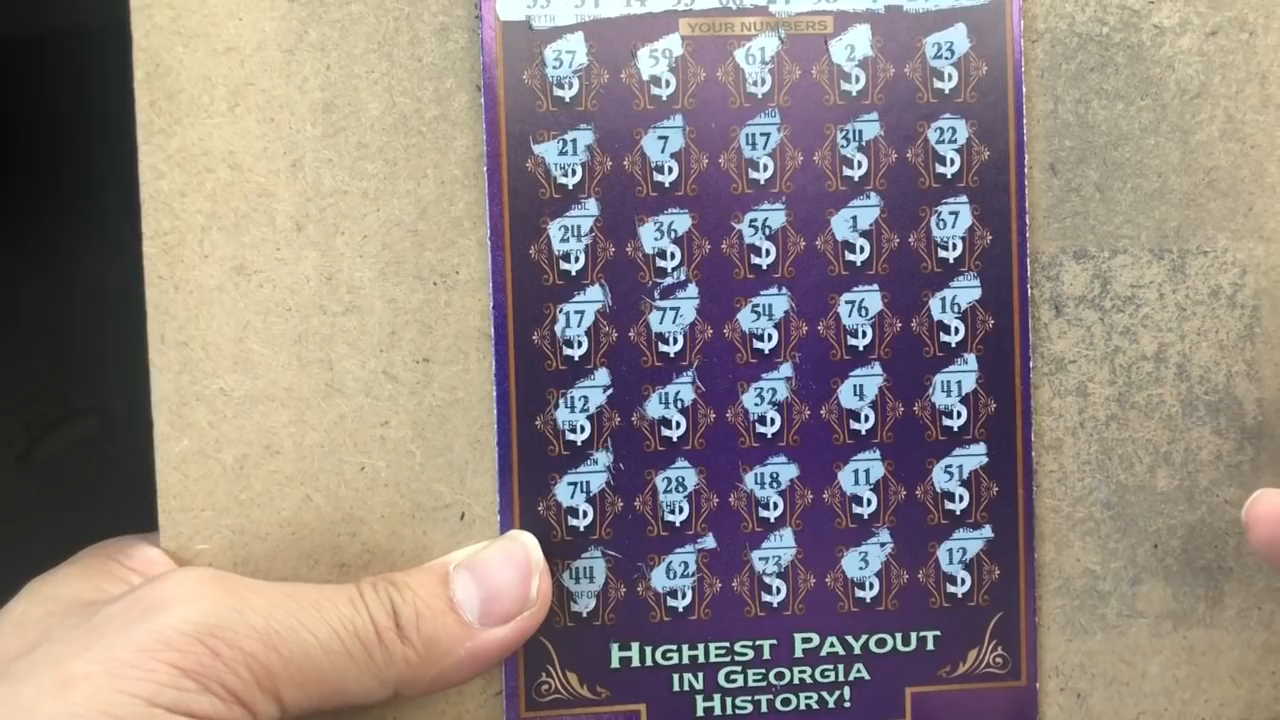 YOUR NUMBERS
37 59 61 2 23
$ $ $ $ $
21 7 47 34 22
$ $ $ $ $
24 36 56 1 67
$ $ $ $ $
17 77 54 76 16
$ $ $ $ $
42 46 32 4 41
$ $ $ $ $
74 28 48 11 51
$ $ $ $ $
44 62 73 3 12
$ $ $ $ $
HIGHEST PAYOUT
IN GEORGIA
HISTORY!